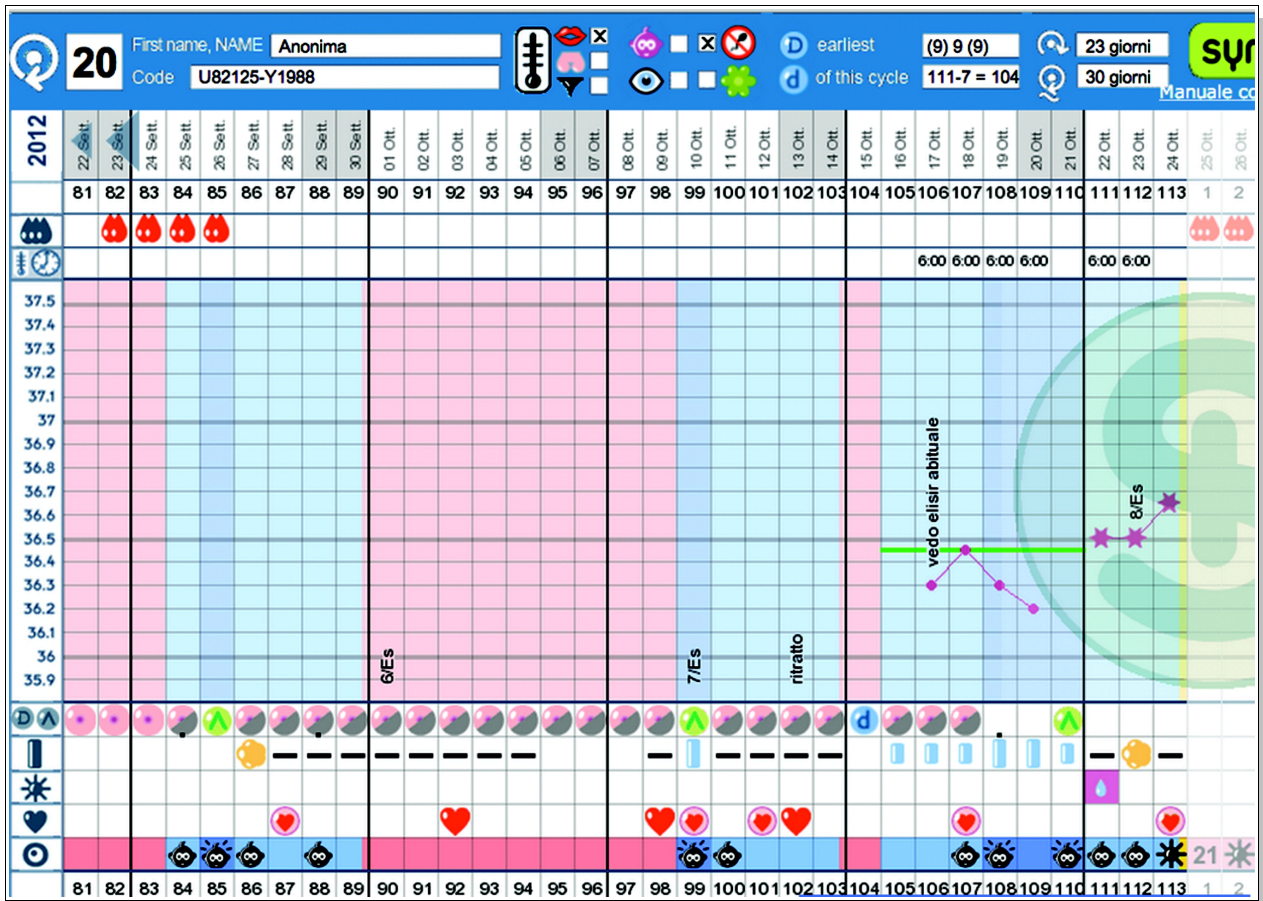 20 First name, NAME Anonima
Code U82125-Y1988
X
X
D earliest (9) 9 (9)
d of this cycle 111-7 = 104
23 giorni
30 giorni
syr
Manuale co
2012 22 Sett. 23 Sett. 24 Sett. 25 Sett. 26 Sett. 27 Sett. 28 Sett. 29 Sett. 30 Sett. 01 Ott. 02 Ott. 03 Ott. 04 Ott. 05 Ott. 06 Ott. 07 Ott. 08 Ott. 09 Ott. 10 Ott. 11 Ott. 12 Ott. 13 Ott. 14 Ott. 15 Ott. 16 Ott. 17 Ott. 18 Ott. 19 Ott. 20 Ott. 21 Ott. 22 Ott. 23 Ott. 24 Ott. 25 Ott. 26 Ott.
81 82 83 84 85 86 87 88 89 90 91 92 93 94 95 96 97 98 99 100 101 102 103 104 105 106 107 108 109 110 111 112 113 1 2
6:00 6:00 6:00 6:00 6:00 6:00
37.5
37.4
37.3
37.2
37.1
37
36.9
36.8
36.7
36.6
36.5
36.4
36.3
36.2
36.1
36
35.9
6/Es
7/Es
ritratto
vedo elisir abituale
8/Es
D
d
21
81 82 83 84 85 86 87 88 89 90 91 92 93 94 95 96 97 98 99 100 101 102 103 104 105 106 107 108 109 110 111 112 113 1 2